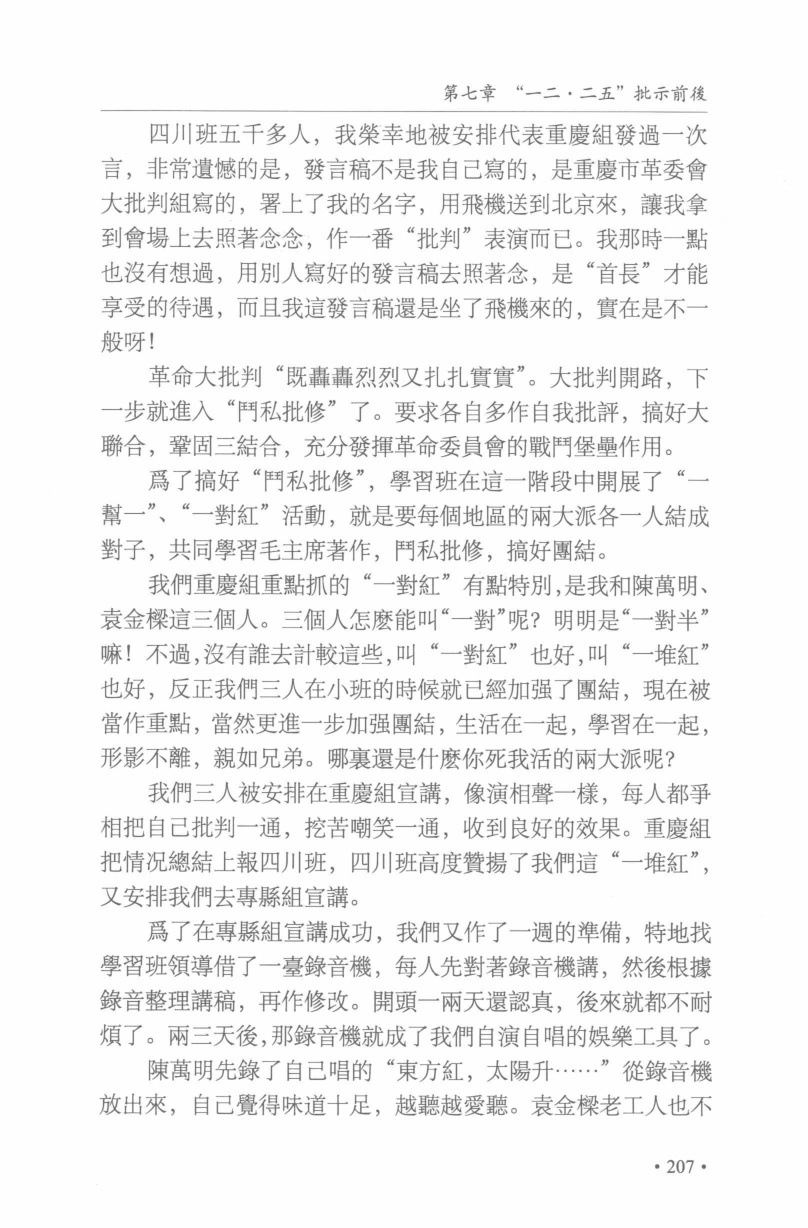 第七章　“一二·二五”批示前後
四川班五千多人，我榮幸地被安排代表重慶組發過一次
言，非常遺憾的是，發言稿不是我自己寫的，是重慶市革委會
大批判組寫的，署上了我的名字，用飛機送到北京來，讓我拿
到會場上去照著念念，作一番“批判”表演而已。我那時一點
也沒有想過，用別人寫好的發言稿去照著念，是“首長”才能
享受的待遇，而且我這發言稿還是坐了飛機來的，實在是不一
般呀！
革命大批判“既轟轟烈烈又扎扎實實”。大批判開路，下
一步就進入“鬥私批修”了。要求各自多作自我批評，搞好大
聯合，鞏固三結合，充分發揮革命委員會的戰鬥堡壘作用。
爲了搞好“鬥私批修”，學習班在這一階段中開展了“一
幫一”、“一對紅”活動，就是要每個地區的兩大派各一人結成
對子，共同學習毛主席著作，鬥私批修，搞好團結。
我們重慶組重點抓的“一對紅”有點特別，是我和陳萬明、
袁金樑這三個人。三個人怎麽能叫“一對”呢？明明是“一對半”
嘛！不過，沒有誰去計較這些，叫“一對紅”也好，叫“一堆紅”
也好，反正我們三人在小班的時候就已經加强了團結，現在被
當作重點，當然更進一步加强團結，生活在一起，學習在一起，
形影不離，親如兄弟。哪裏還是什麽你死我活的兩大派呢？
我們三人被安排在重慶組宣講，像演相聲一樣，每人都爭
相把自己批判一通，挖苦嘲笑一通，收到良好的效果。重慶組
把情况總結上報四川班，四川班高度贊揚了我們這“一堆紅”，
又安排我們去專縣組宣講。
爲了在專縣組宣講成功，我們又作了一週的準備，特地找
學習班領導借了一臺錄音機，每人先對著錄音機講，然後根據
錄音整理講稿，再作修改。開頭一兩天還認真，後來就都不耐
煩了。兩三天後，那錄音機就成了我們自演自唱的娛樂工具了。
陳萬明先錄了自己唱的“東方紅，太陽升……”從錄音機
放出來，自己覺得味道十足，越聽越愛聽。袁金樑老工人也不
·207·